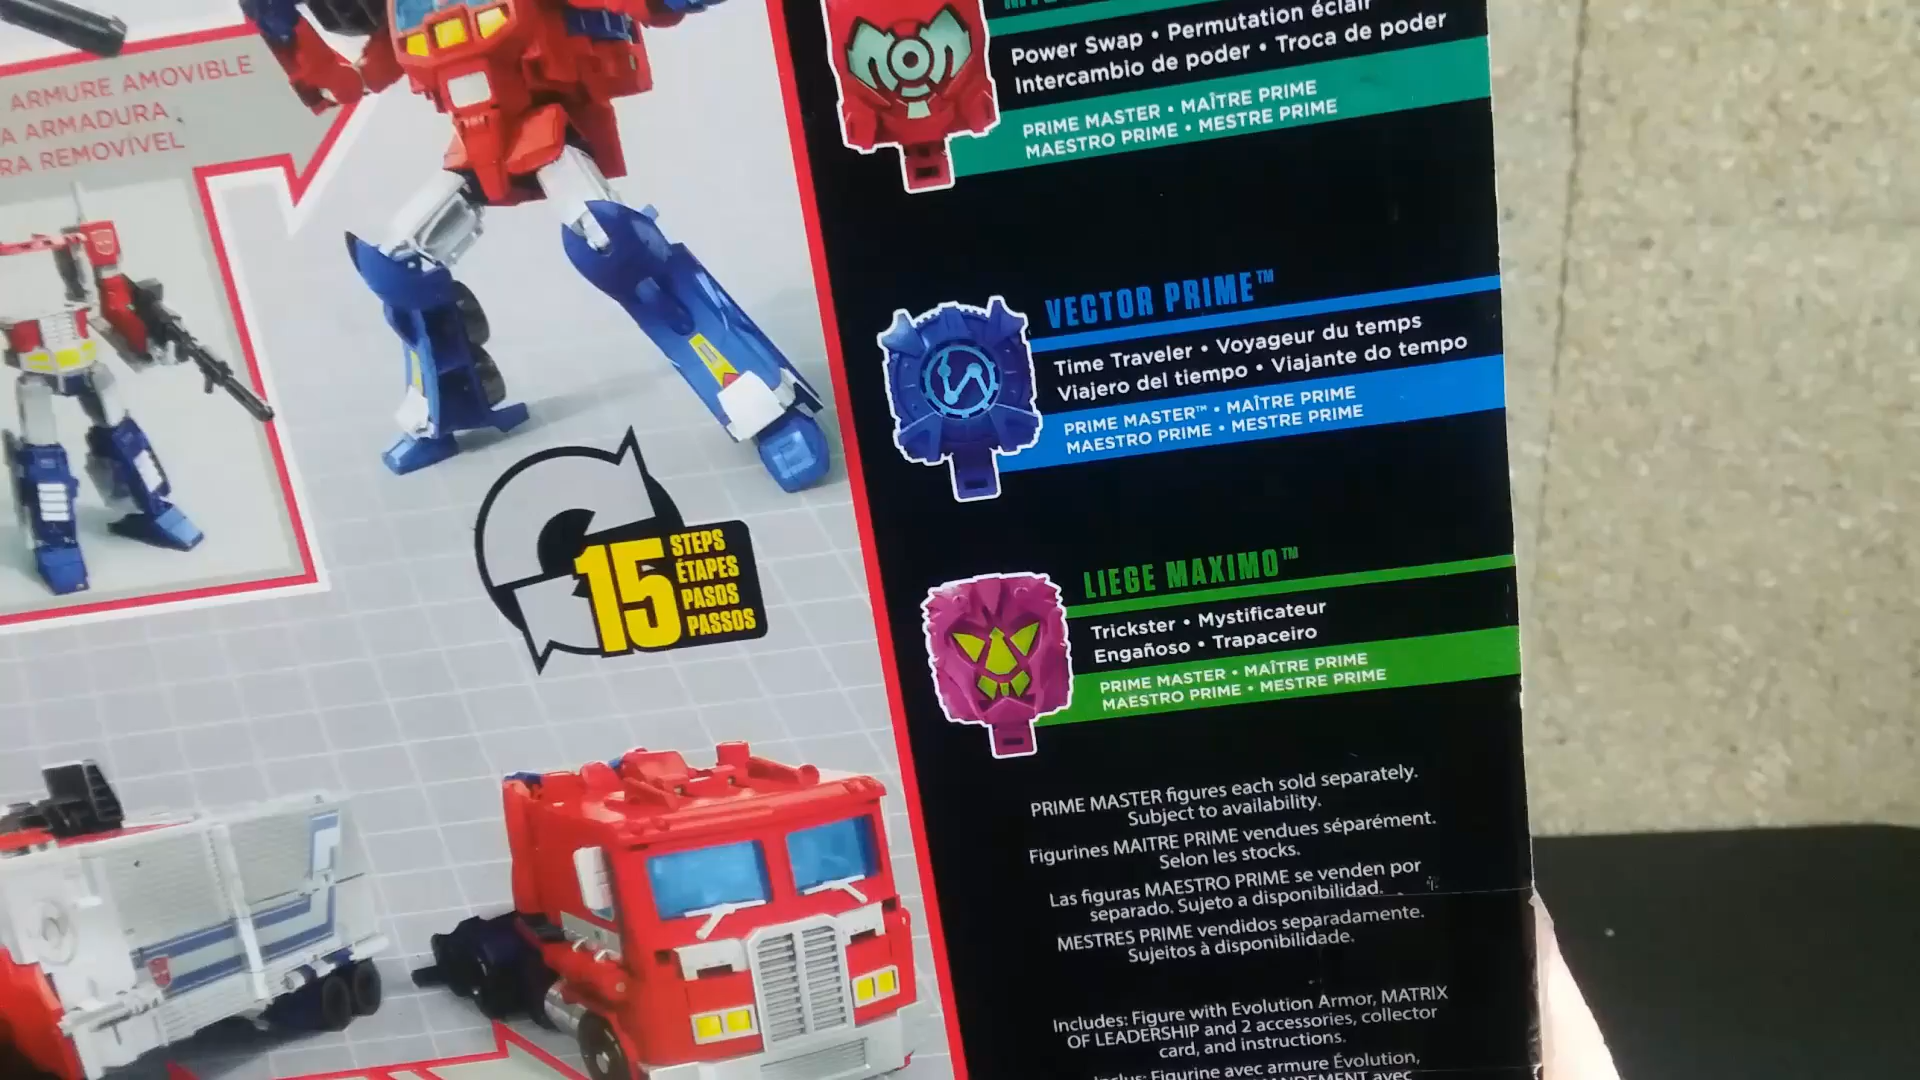 ARMURE AMOVIBLE
A ARMADURA
RA REMOVÍVEL
15
STEPS
ÉTAPES
PASOS
PASSOS
Power Swap • Permutation éclair
Intercambio de poder • Troca de poder
PRIME MASTER • MAÎTRE PRIME
MAESTRO PRIME • MESTRE PRIME
VECTOR PRIME™
Time Traveler • Voyageur du temps
Viajero del tiempo • Viajante do tempo
PRIME MASTER™ • MAÎTRE PRIME
MAESTRO PRIME • MESTRE PRIME
LIEGE MAXIMO™
Trickster • Mystificateur
Engañoso • Trapaceiro
PRIME MASTER • MAÎTRE PRIME
MAESTRO PRIME • MESTRE PRIME
PRIME MASTER figures each sold separately.
Subject to availability.
Figurines MAITRE PRIME vendues séparément.
Selon les stocks.
Las figuras MAESTRO PRIME se venden por
separado. Sujeto a disponibilidad.
MESTRES PRIME vendidos separadamente.
Sujeitos à disponibilidade.
Includes: Figure with Evolution Armor, MATRIX
OF LEADERSHIP and 2 accessories, collector
card, and instructions.
Inclus: Figurine avec armure Évolution,
avec